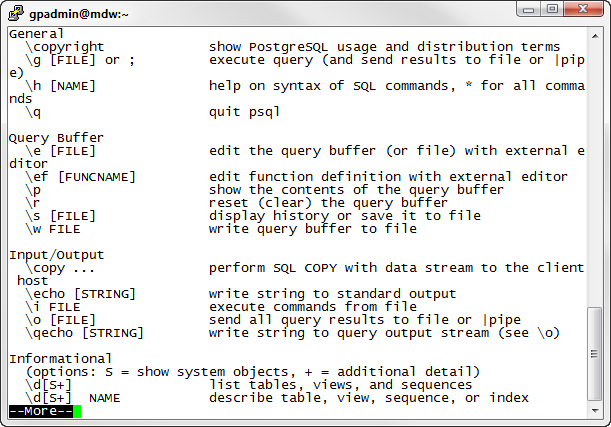 gpadmin@mdw:~
General
  \copyright              show PostgreSQL usage and distribution terms
  \g [FILE] or ;          execute query (and send results to file or |pip
e)
  \h [NAME]               help on syntax of SQL commands, * for all comma
nds
  \q                      quit psql

Query Buffer
  \e [FILE]               edit the query buffer (or file) with external e
ditor
  \ef [FUNCNAME]          edit function definition with external editor
  \p                      show the contents of the query buffer
  \r                      reset (clear) the query buffer
  \s [FILE]               display history or save it to file
  \w FILE                 write query buffer to file

Input/Output
  \copy ...               perform SQL COPY with data stream to the client
 host
  \echo [STRING]          write string to standard output
  \i FILE                 execute commands from file
  \o [FILE]               send all query results to file or |pipe
  \qecho [STRING]         write string to query output stream (see \o)

Informational
  (options: S = show system objects, + = additional detail)
  \d[S+]                  list tables, views, and sequences
  \d[S+]  NAME            describe table, view, sequence, or index
--More--